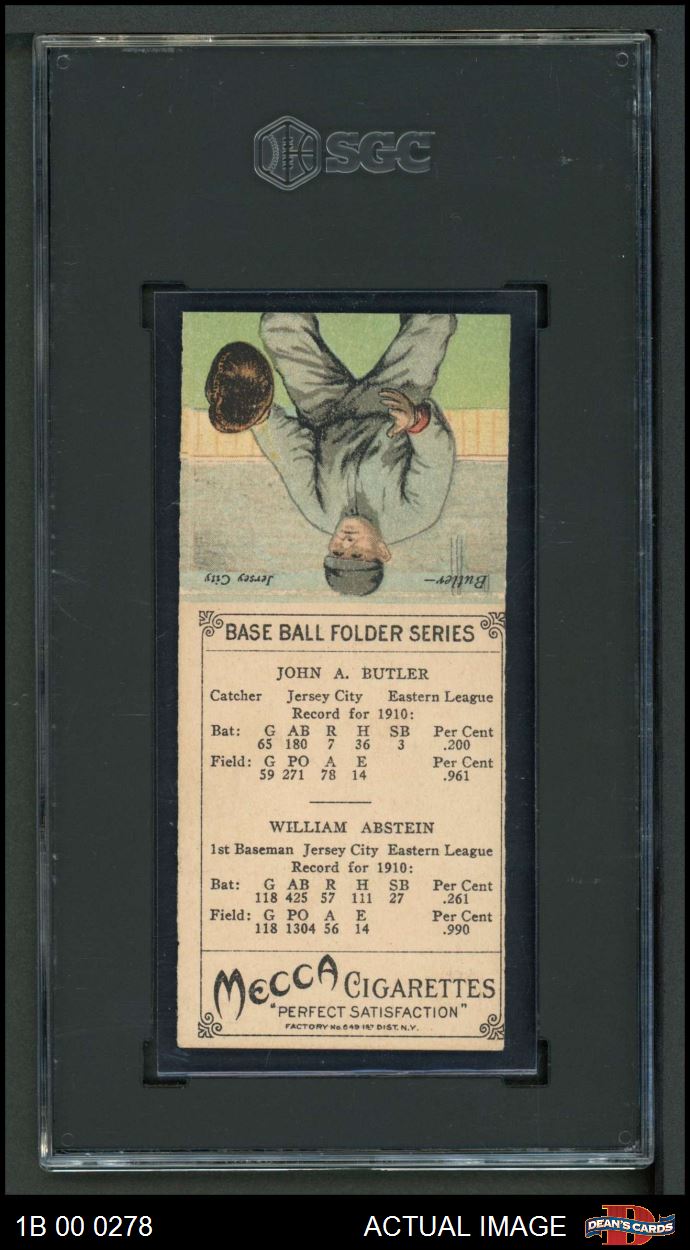 SGC
Butler—
Jersey City
BASE BALL FOLDER SERIES
JOHN A. BUTLER
Catcher Jersey City Eastern League
Record for 1910:
Bat: G AB R H SB Per Cent
65 180 7 36 3 .200
Field: G PO A E Per Cent
59 271 78 14 .961
WILLIAM ABSTEIN
1st Baseman Jersey City Eastern League
Record for 1910:
Bat: G AB R H SB Per Cent
118 425 57 111 27 .261
Field: G PO A E Per Cent
118 1304 56 14 .990
MECCA CIGARETTES
"PERFECT SATISFACTION"
FACTORY No. 649 1st DIST. N.Y.
1B 00 0278
ACTUAL IMAGE
DEAN'S CARDS